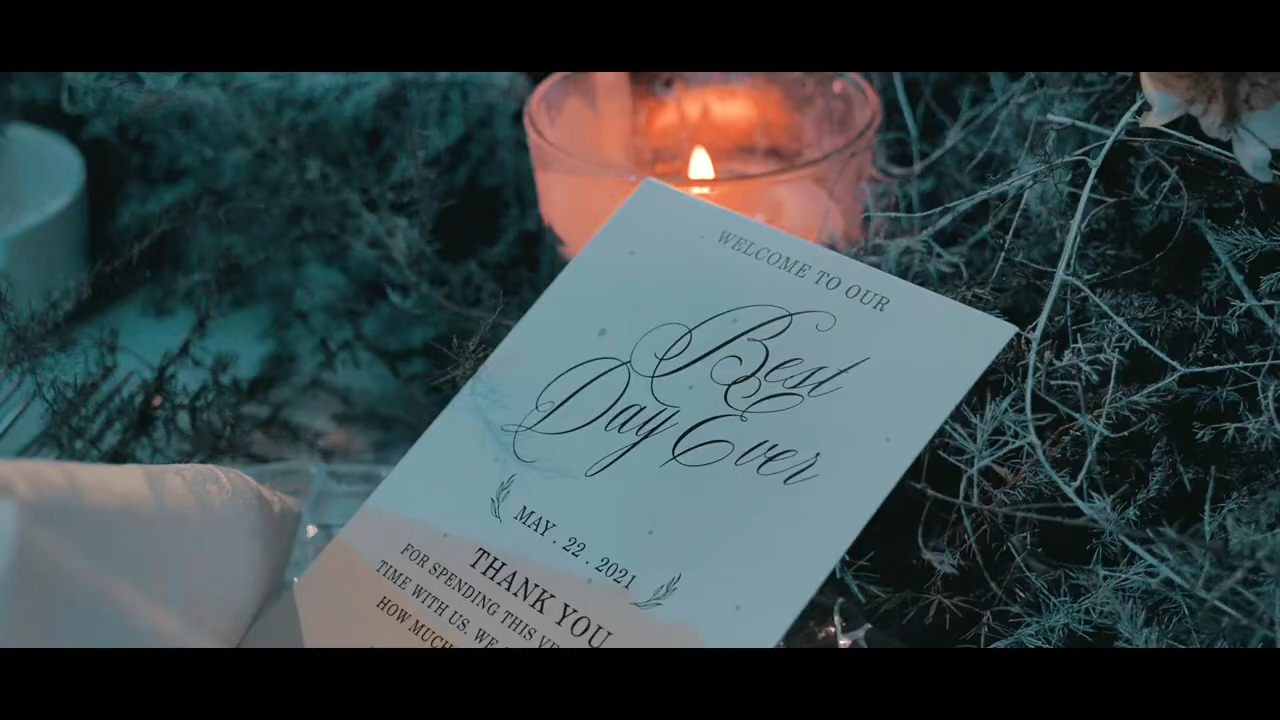 WELCOME TO OUR
Best
Day Ever
MAY . 22 . 2021
THANK YOU
FOR SPENDING THIS
TIME WITH US. WE
HOW MUCH